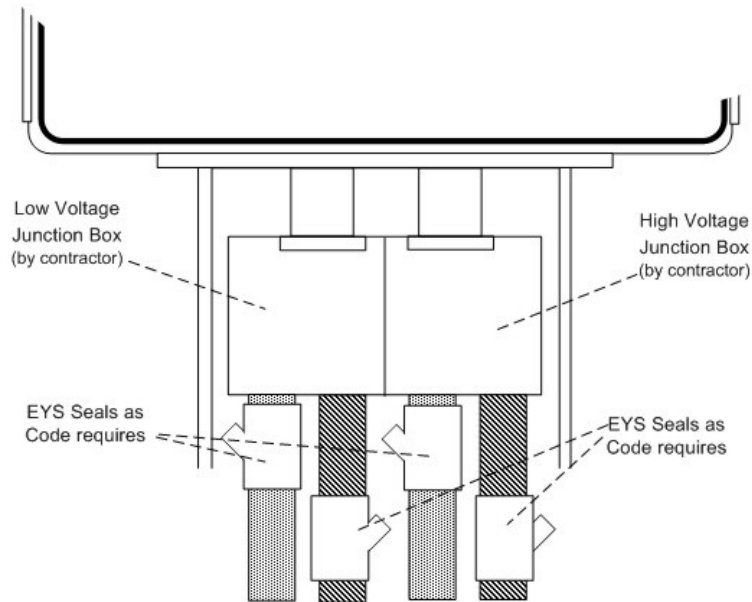 Low Voltage
Junction Box
(by contractor)
High Voltage
Junction Box
(by contractor)
EYS Seals as
Code requires
EYS Seals as
Code requires